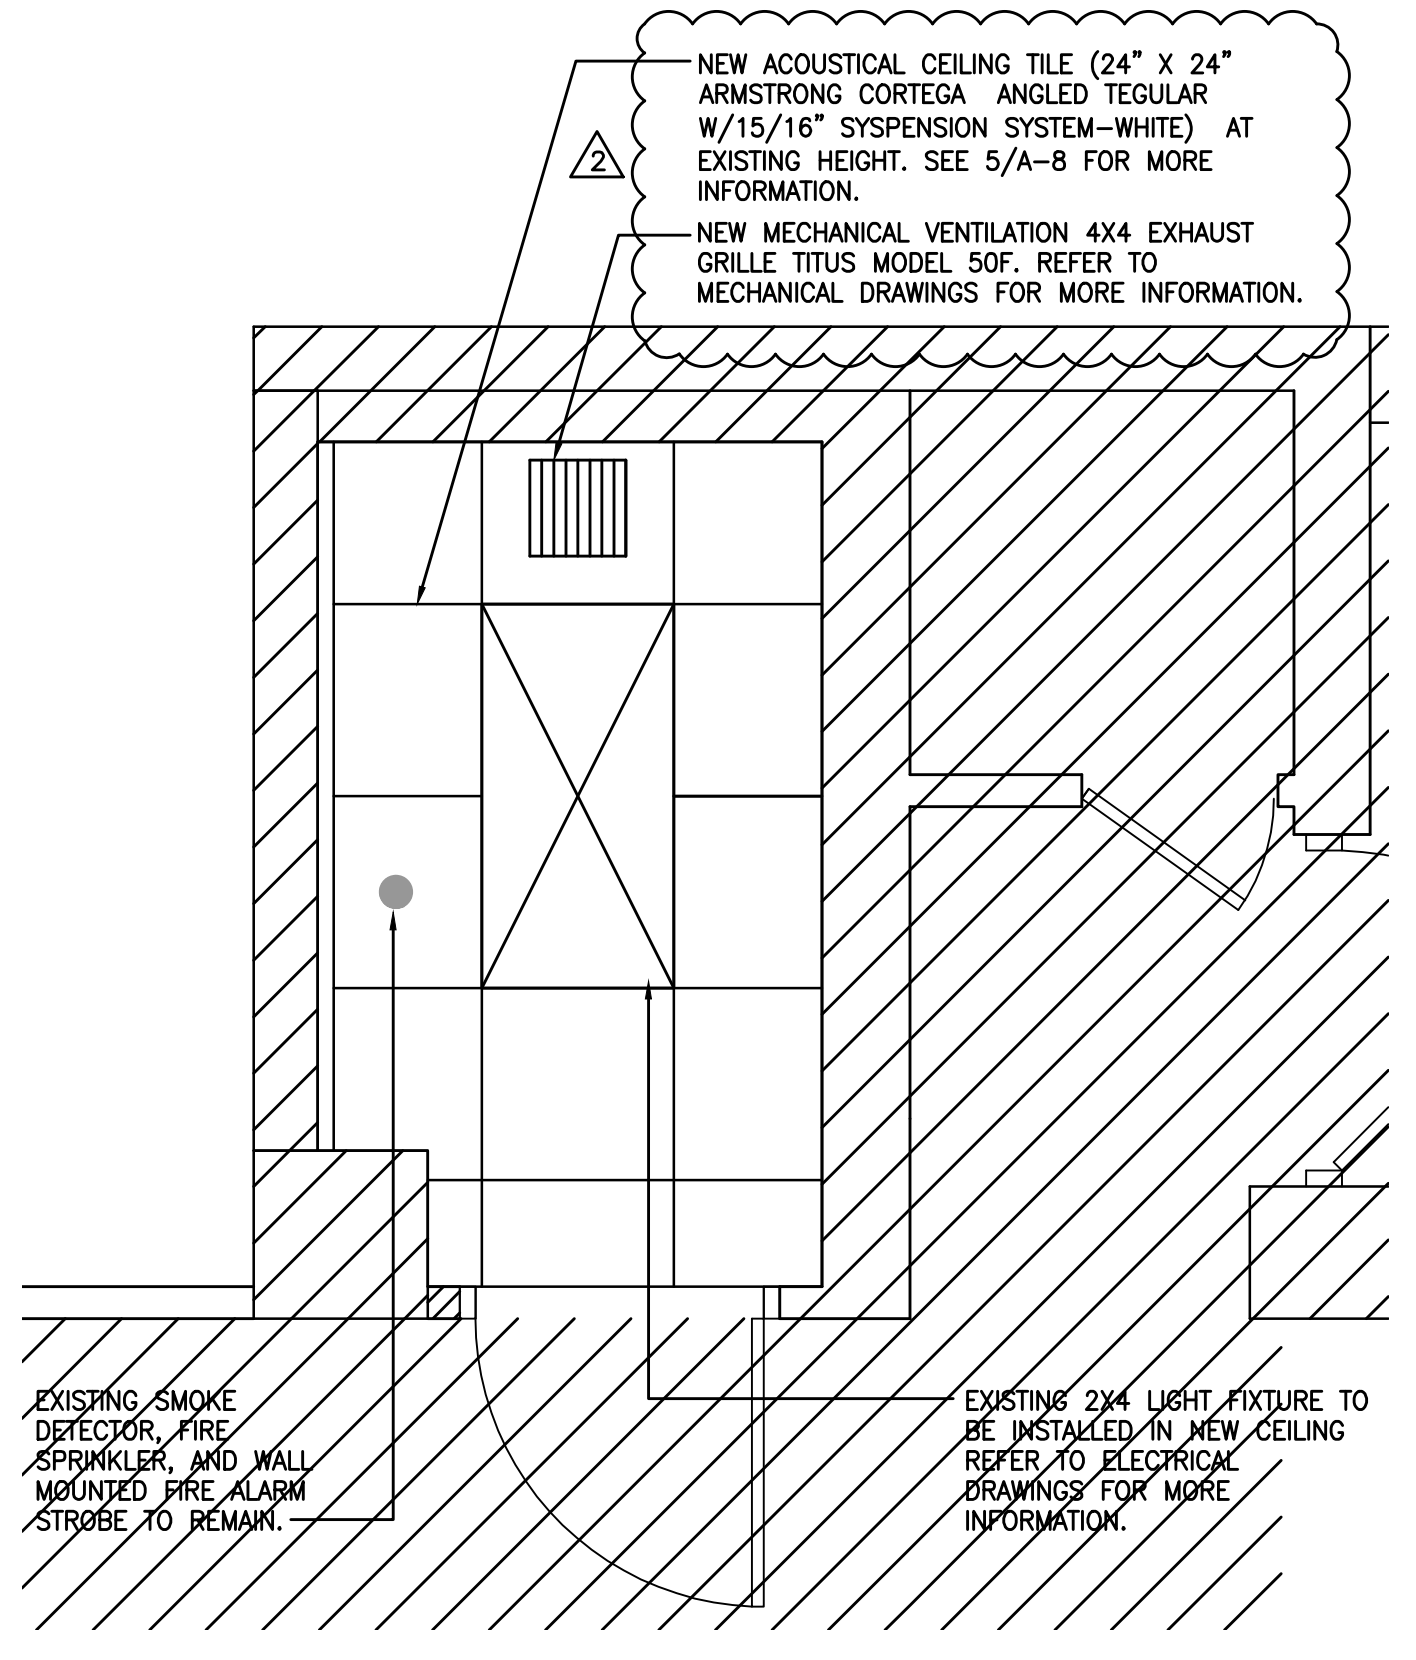 NEW ACOUSTICAL CEILING TILE (24” X 24”
ARMSTRONG CORTEGA ANGLED TEGULAR
W/15/16” SYSPENSION SYSTEM–WHITE) AT
EXISTING HEIGHT. SEE 5/A–8 FOR MORE
INFORMATION.
2
NEW MECHANICAL VENTILATION 4X4 EXHAUST
GRILLE TITUS MODEL 50F. REFER TO
MECHANICAL DRAWINGS FOR MORE INFORMATION.
EXISTING SMOKE
DETECTOR, FIRE
SPRINKLER, AND WALL
MOUNTED FIRE ALARM
STROBE TO REMAIN.
EXISTING 2X4 LIGHT FIXTURE TO
BE INSTALLED IN NEW CEILING
REFER TO ELECTRICAL
DRAWINGS FOR MORE
INFORMATION.